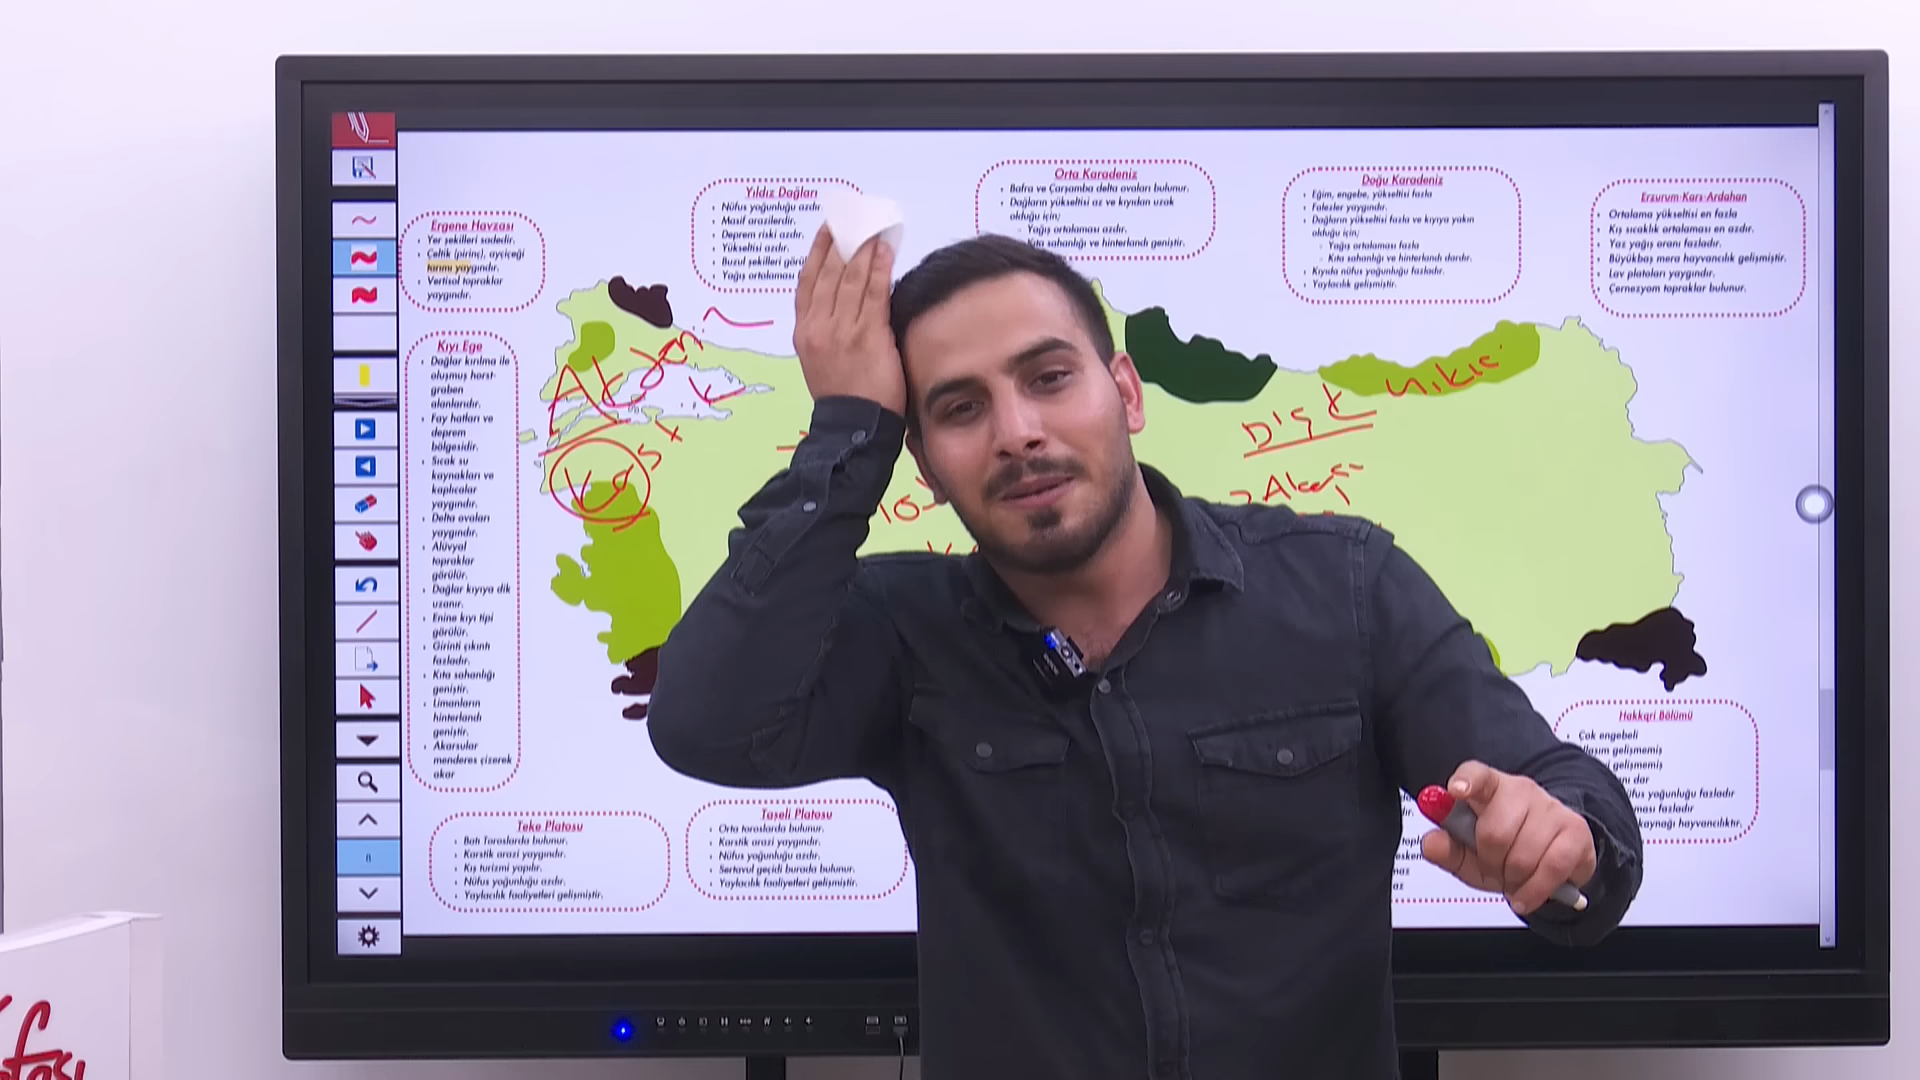 Ergene Havzası
Yer şekilleri sadedir.
Çeltik (pirinç), ayçiçeği
tarımı yaygındır.
Vertisol topraklar
yaygındır.
Yıldız Dağları
Nüfus yoğunluğu azdır.
Masif arazilerdir.
Deprem riski azdır.
Yükseltisi azdır.
Buzul şekilleri
Yağış ortalaması
Orta Karadeniz
Bafra ve Çarşamba delta ovaları bulunur.
Dağların yükseltisi az ve kıyıdan uzak
olduğu için;
- Yağış ortalaması azdır.
Kıta sahanlığı ve hinterlandı geniştir.
Doğu Karadeniz
Eğim, engebe, yükseltisi fazla
Falezler yaygındır.
Dağların yükseltisi fazla ve kıyıya yakın
olduğu için;
- Yağış ortalaması fazla
- Kıta sahanlığı ve hinterlandı dardır.
Kıyıda nüfus yoğunluğu fazladır.
Yaylacılık gelişmiştir.
Erzurum-Kars-Ardahan
Ortalama yükseltisi en fazla
Kış sıcaklık ortalaması en azdır.
Yaz yağış oranı fazladır.
Büyükbaş mera hayvancılık gelişmiştir.
Lav platoları yaygındır.
Çernezyom topraklar bulunur.
Kıyı Ege
Dağlar kırılma ile
oluşmuş horst-
graben
alanlarıdır.
Fay hatları ve
deprem
bölgesidir.
Sıcak su
kaynakları ve
kaplıcalar
yaygındır.
Delta ovaları
yaygındır.
Alüvyal
topraklar
görülür.
Dağlar kıyıya dik
uzanır.
Enine kıyı tipi
görülür.
Girinti çıkıntı
fazladır.
Kıta sahanlığı
geniştir.
Limanların
hinterlandı
geniştir.
Akarsular
menderes çizerek
akar
Teke Platosu
Batı Toroslarda bulunur.
Karstik arazi yaygındır.
Kış turizmi yapılır.
Nüfus yoğunluğu azdır.
Yaylacılık faaliyetleri gelişmiştir.
Taşeli Platosu
Orta toroslarda bulunur.
Karstik arazi yaygındır.
Nüfus yoğunluğu azdır.
Sertavul geçidi burada bulunur.
Yaylacılık faaliyetleri gelişmiştir.
Hakkari Bölümü
Çok engebeli
gelişmemiş
gelişmemiş
dar
nüfus yoğunluğu fazladır
fazladır
kaynağı hayvancılıktır.